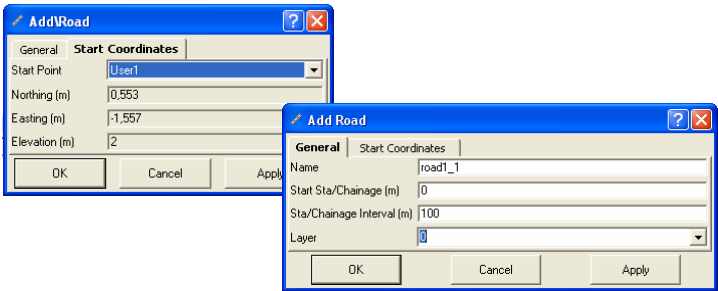 Add\Road
General Start Coordinates
Start Point User1
Northing (m) 0,553
Easting (m) -1,557
Elevation (m) 2
OK Cancel Apply
Add Road
General Start Coordinates
Name road1_1
Start Sta/Chainage (m) 0
Sta/Chainage Interval (m) 100
Layer 0
OK Cancel Apply